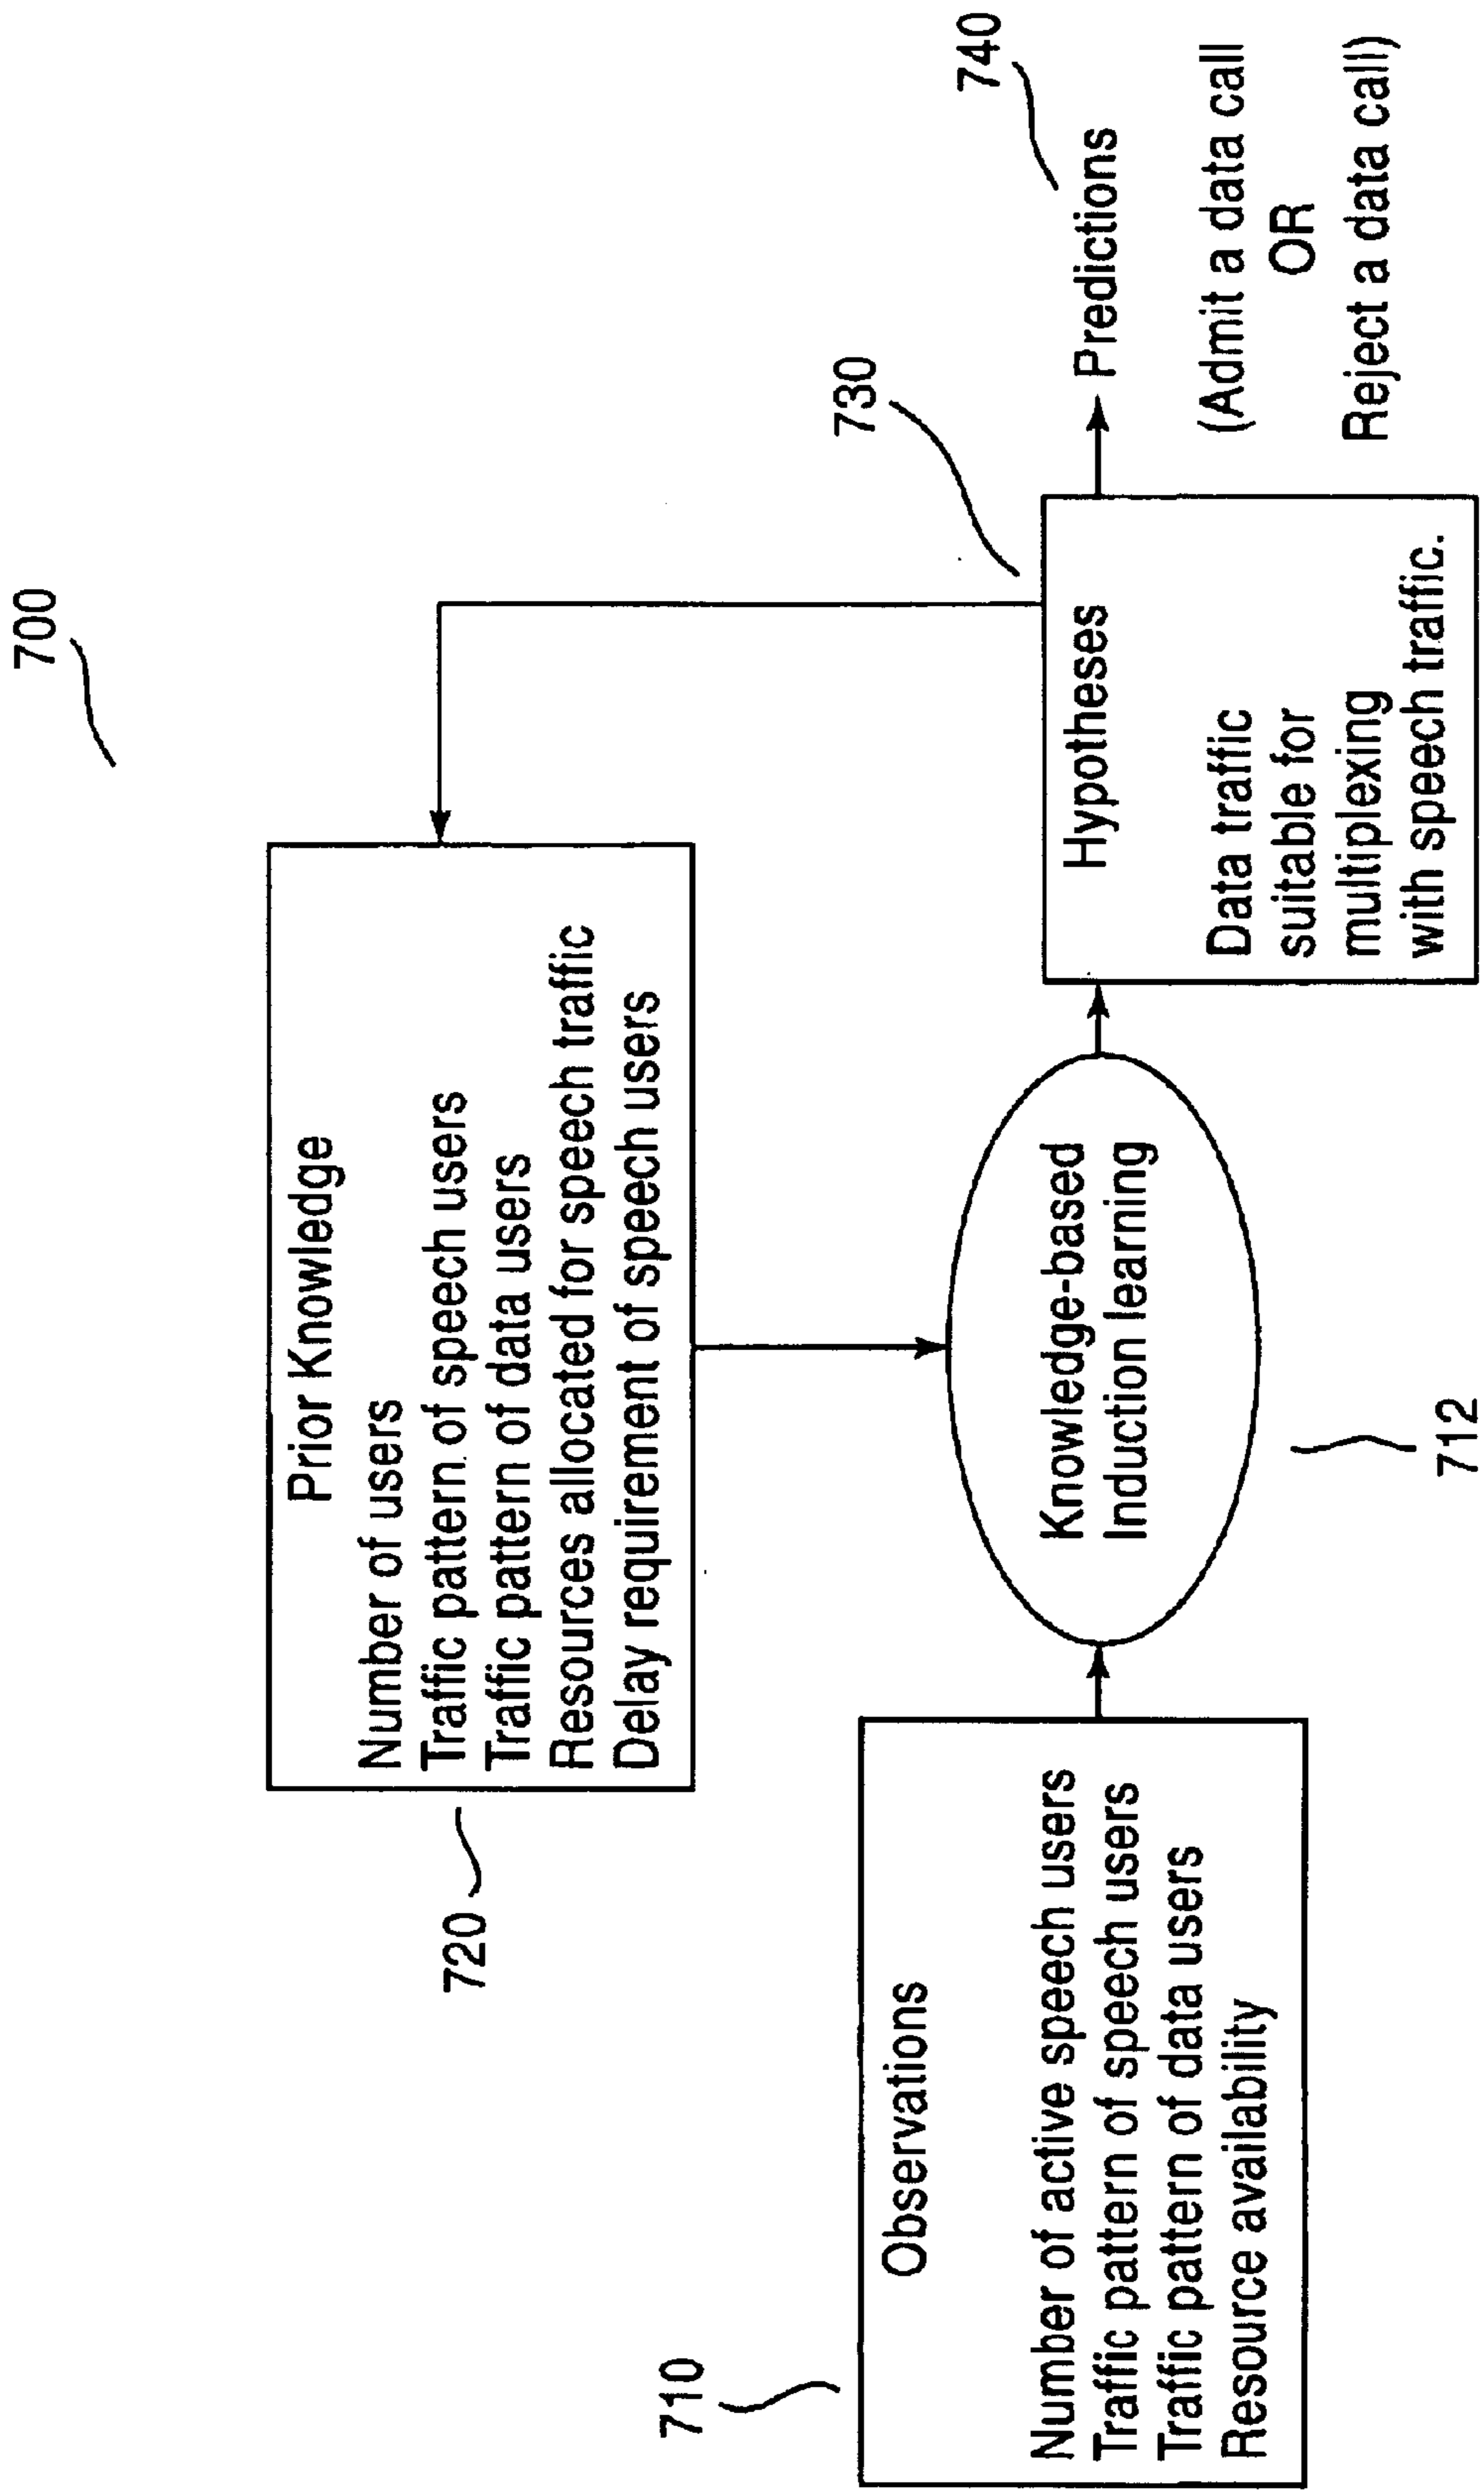 700
Prior Knowledge
Number of users
Traffic pattern of speech users
Traffic pattern of data users
Resources allocated for speech traffic
Delay requirement of speech users
720
710
Observations
Number of active speech users
Traffic pattern of speech users
Traffic pattern of data users
Resource availability
Knowledge-based
Induction learning
712
730
Hypotheses
Data traffic
suitable for
multiplexing
with speech traffic.
740
Predictions
(Admit a data call
OR
Reject a data call)